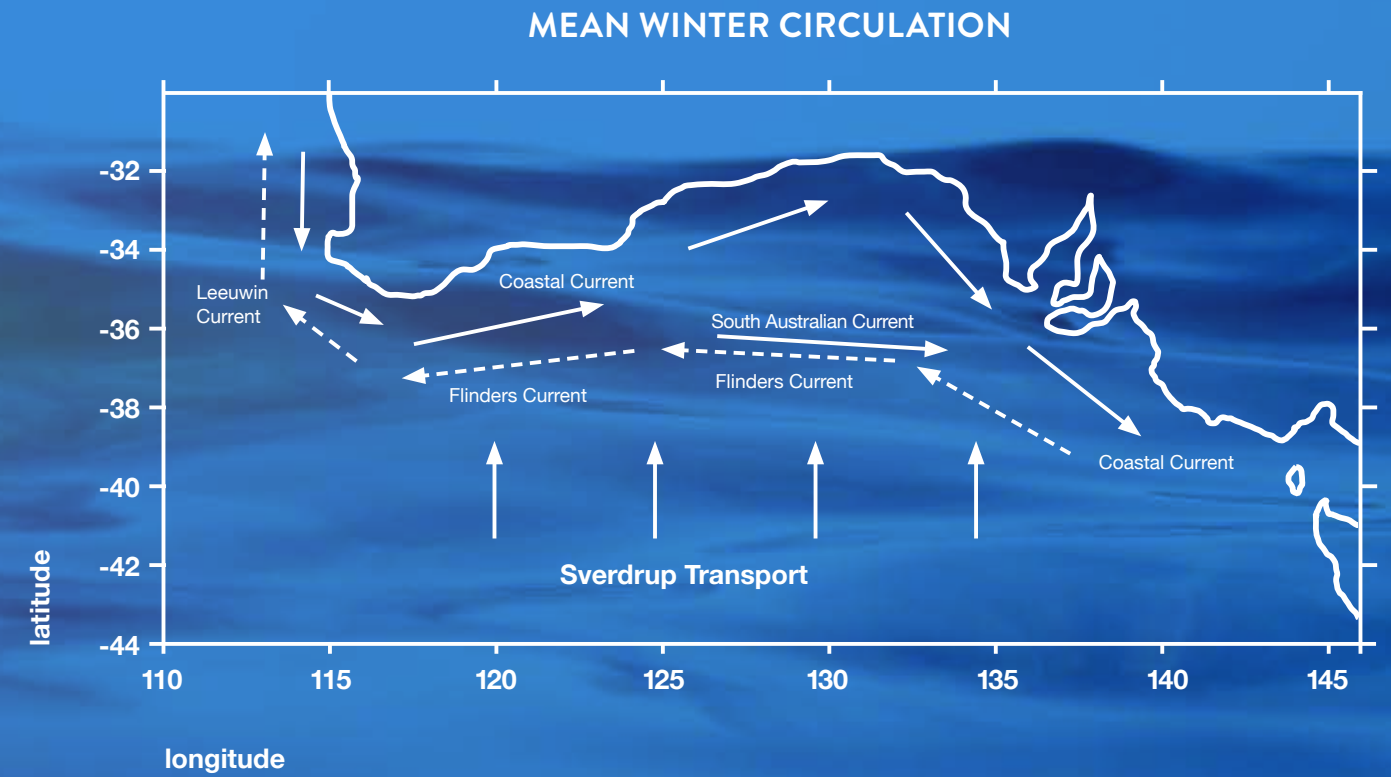 MEAN WINTER CIRCULATION
-32
-34
Coastal Current
Leeuwin
Current
South Australian Current
-36
Flinders Current
Flinders Current
-38
Coastal Current
-40
-42
Sverdrup Transport
latitude
-44
110
115
120
125
130
135
140
145
longitude